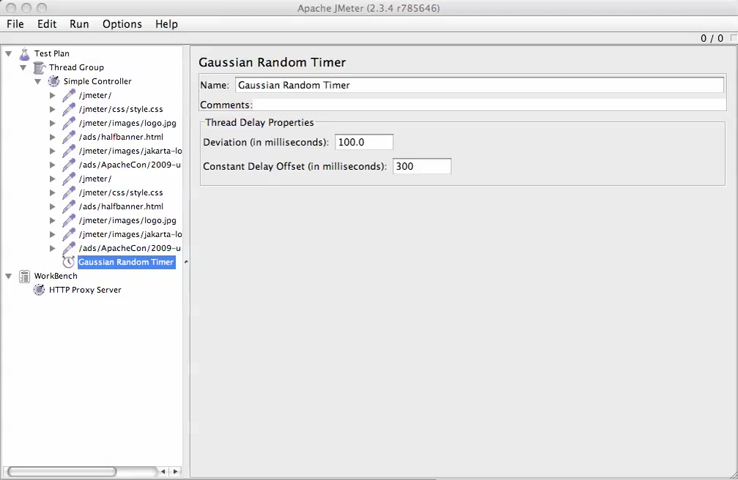 Apache JMeter (2.3.4 r785646)
File Edit Run Options Help
0 / 0
Test Plan
Thread Group
Simple Controller
/jmeter/
/jmeter/css/style.css
/jmeter/images/logo.jpg
/ads/halfbanner.html
/jmeter/images/jakarta-lo
/ads/ApacheCon/2009-u
/jmeter/
/jmeter/css/style.css
/ads/halfbanner.html
/jmeter/images/logo.jpg
/jmeter/images/jakarta-lo
/ads/ApacheCon/2009-u
Gaussian Random Timer
WorkBench
HTTP Proxy Server
Gaussian Random Timer
Name: Gaussian Random Timer
Comments:
Thread Delay Properties
Deviation (in milliseconds): 100.0
Constant Delay Offset (in milliseconds): 300